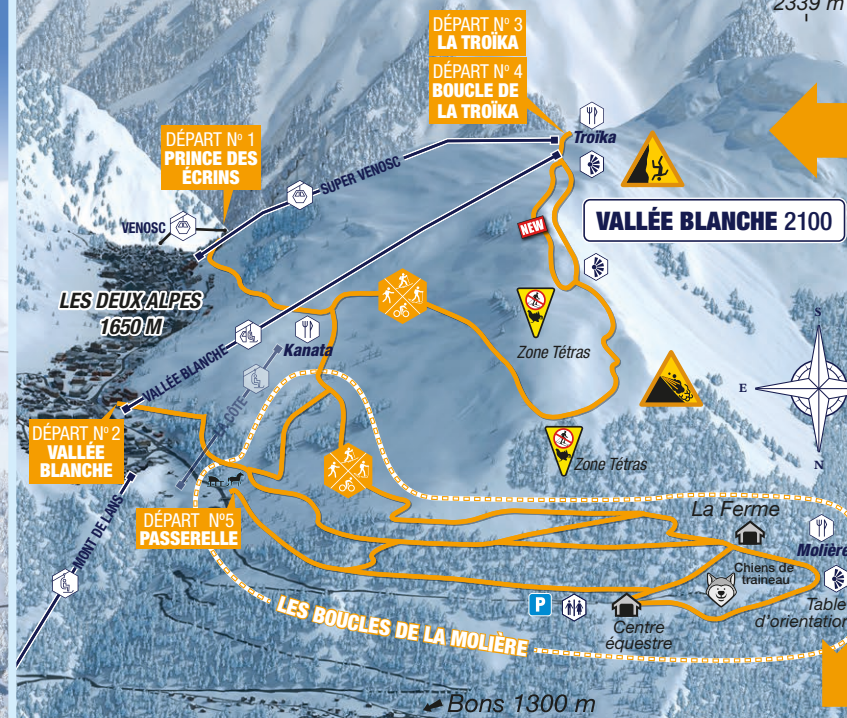 2339 m
DÉPART N° 3
LA TROÏKA
DÉPART N° 4
BOUCLE DE
LA TROÏKA
Troïka
DÉPART N° 1
PRINCE DES
ÉCRINS
SUPER VENOSC
VENOSC
NEW
VALLÉE BLANCHE 2100
LES DEUX ALPES
1650 M
Kanata
VALLÉE BLANCHE
LA CÔTE
Zone Tétras
S
E
N
DÉPART N° 2
VALLÉE
BLANCHE
Zone Tétras
MONT DE LANS
DÉPART N°5
PASSERELLE
La Ferme
Molière
Chiens de
traineau
P
Table
d'orientation
Centre
équestre
LES BOUCLES DE LA MOLIÈRE
Bons 1300 m